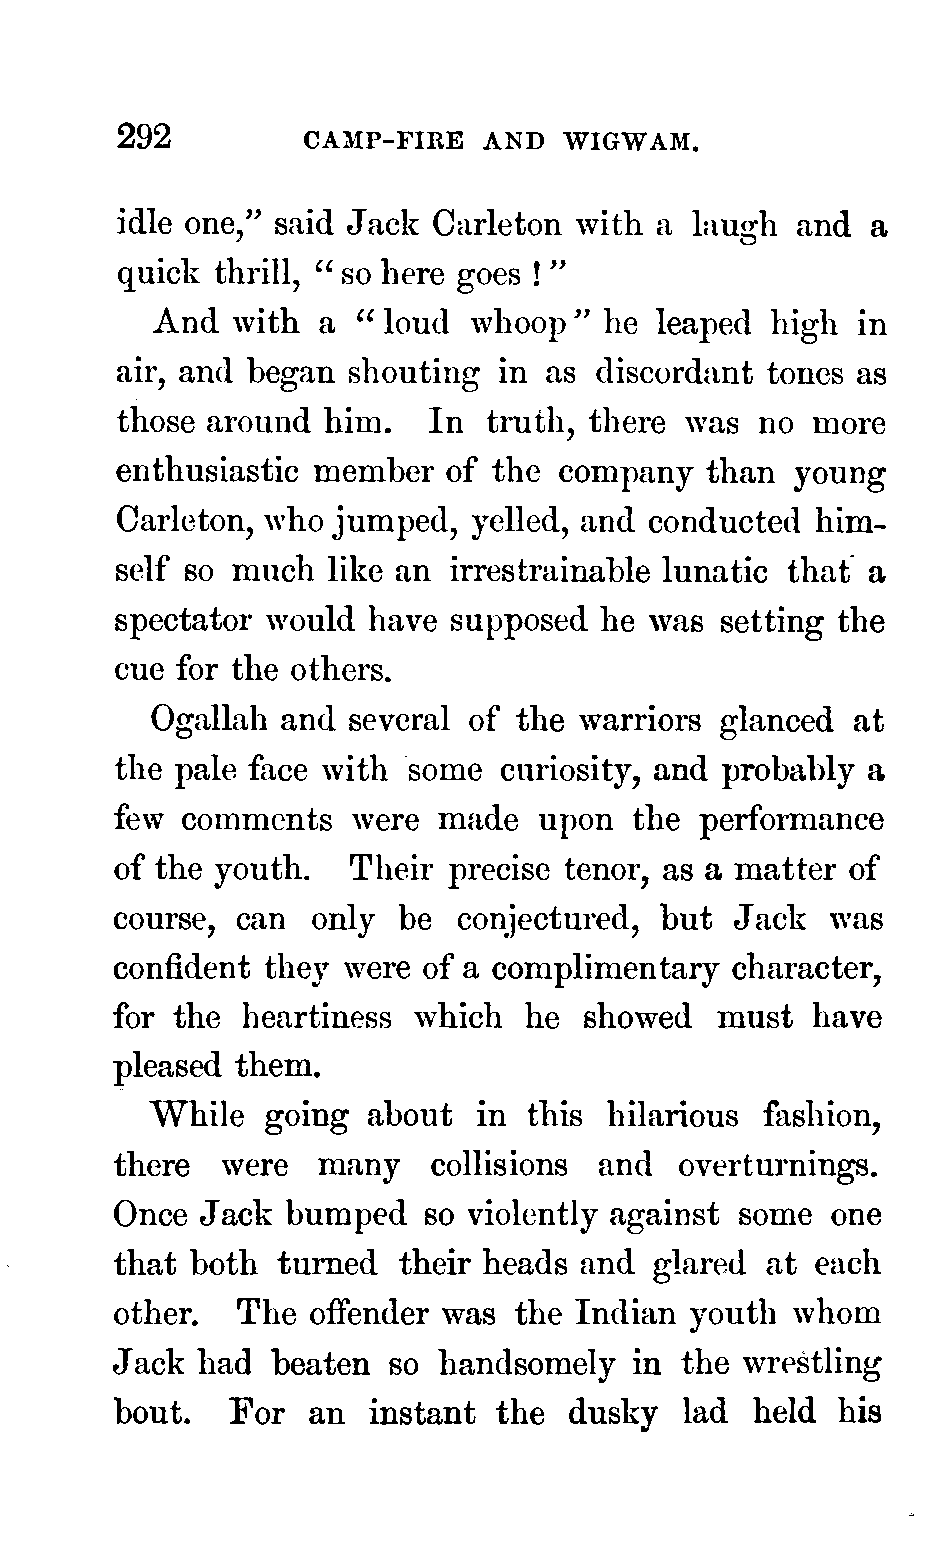 292 CAMP-FIRE AND WIGWAM.
idle one,” said Jack Carleton with a laugh and a
quick thrill, “so here goes !”
And with a “loud whoop” he leaped high in
air, and began shouting in as discordant tones as
those around him. In truth, there was no more
enthusiastic member of the company than young
Carleton, who jumped, yelled, and conducted him-
self so much like an irrestrainable lunatic that a
spectator would have supposed he was setting the
cue for the others.
Ogallah and several of the warriors glanced at
the pale face with some curiosity, and probably a
few comments were made upon the performance
of the youth. Their precise tenor, as a matter of
course, can only be conjectured, but Jack was
confident they were of a complimentary character,
for the heartiness which he showed must have
pleased them.
While going about in this hilarious fashion,
there were many collisions and overturnings.
Once Jack bumped so violently against some one
that both turned their heads and glared at each
other. The offender was the Indian youth whom
Jack had beaten so handsomely in the wrestling
bout. For an instant the dusky lad held his